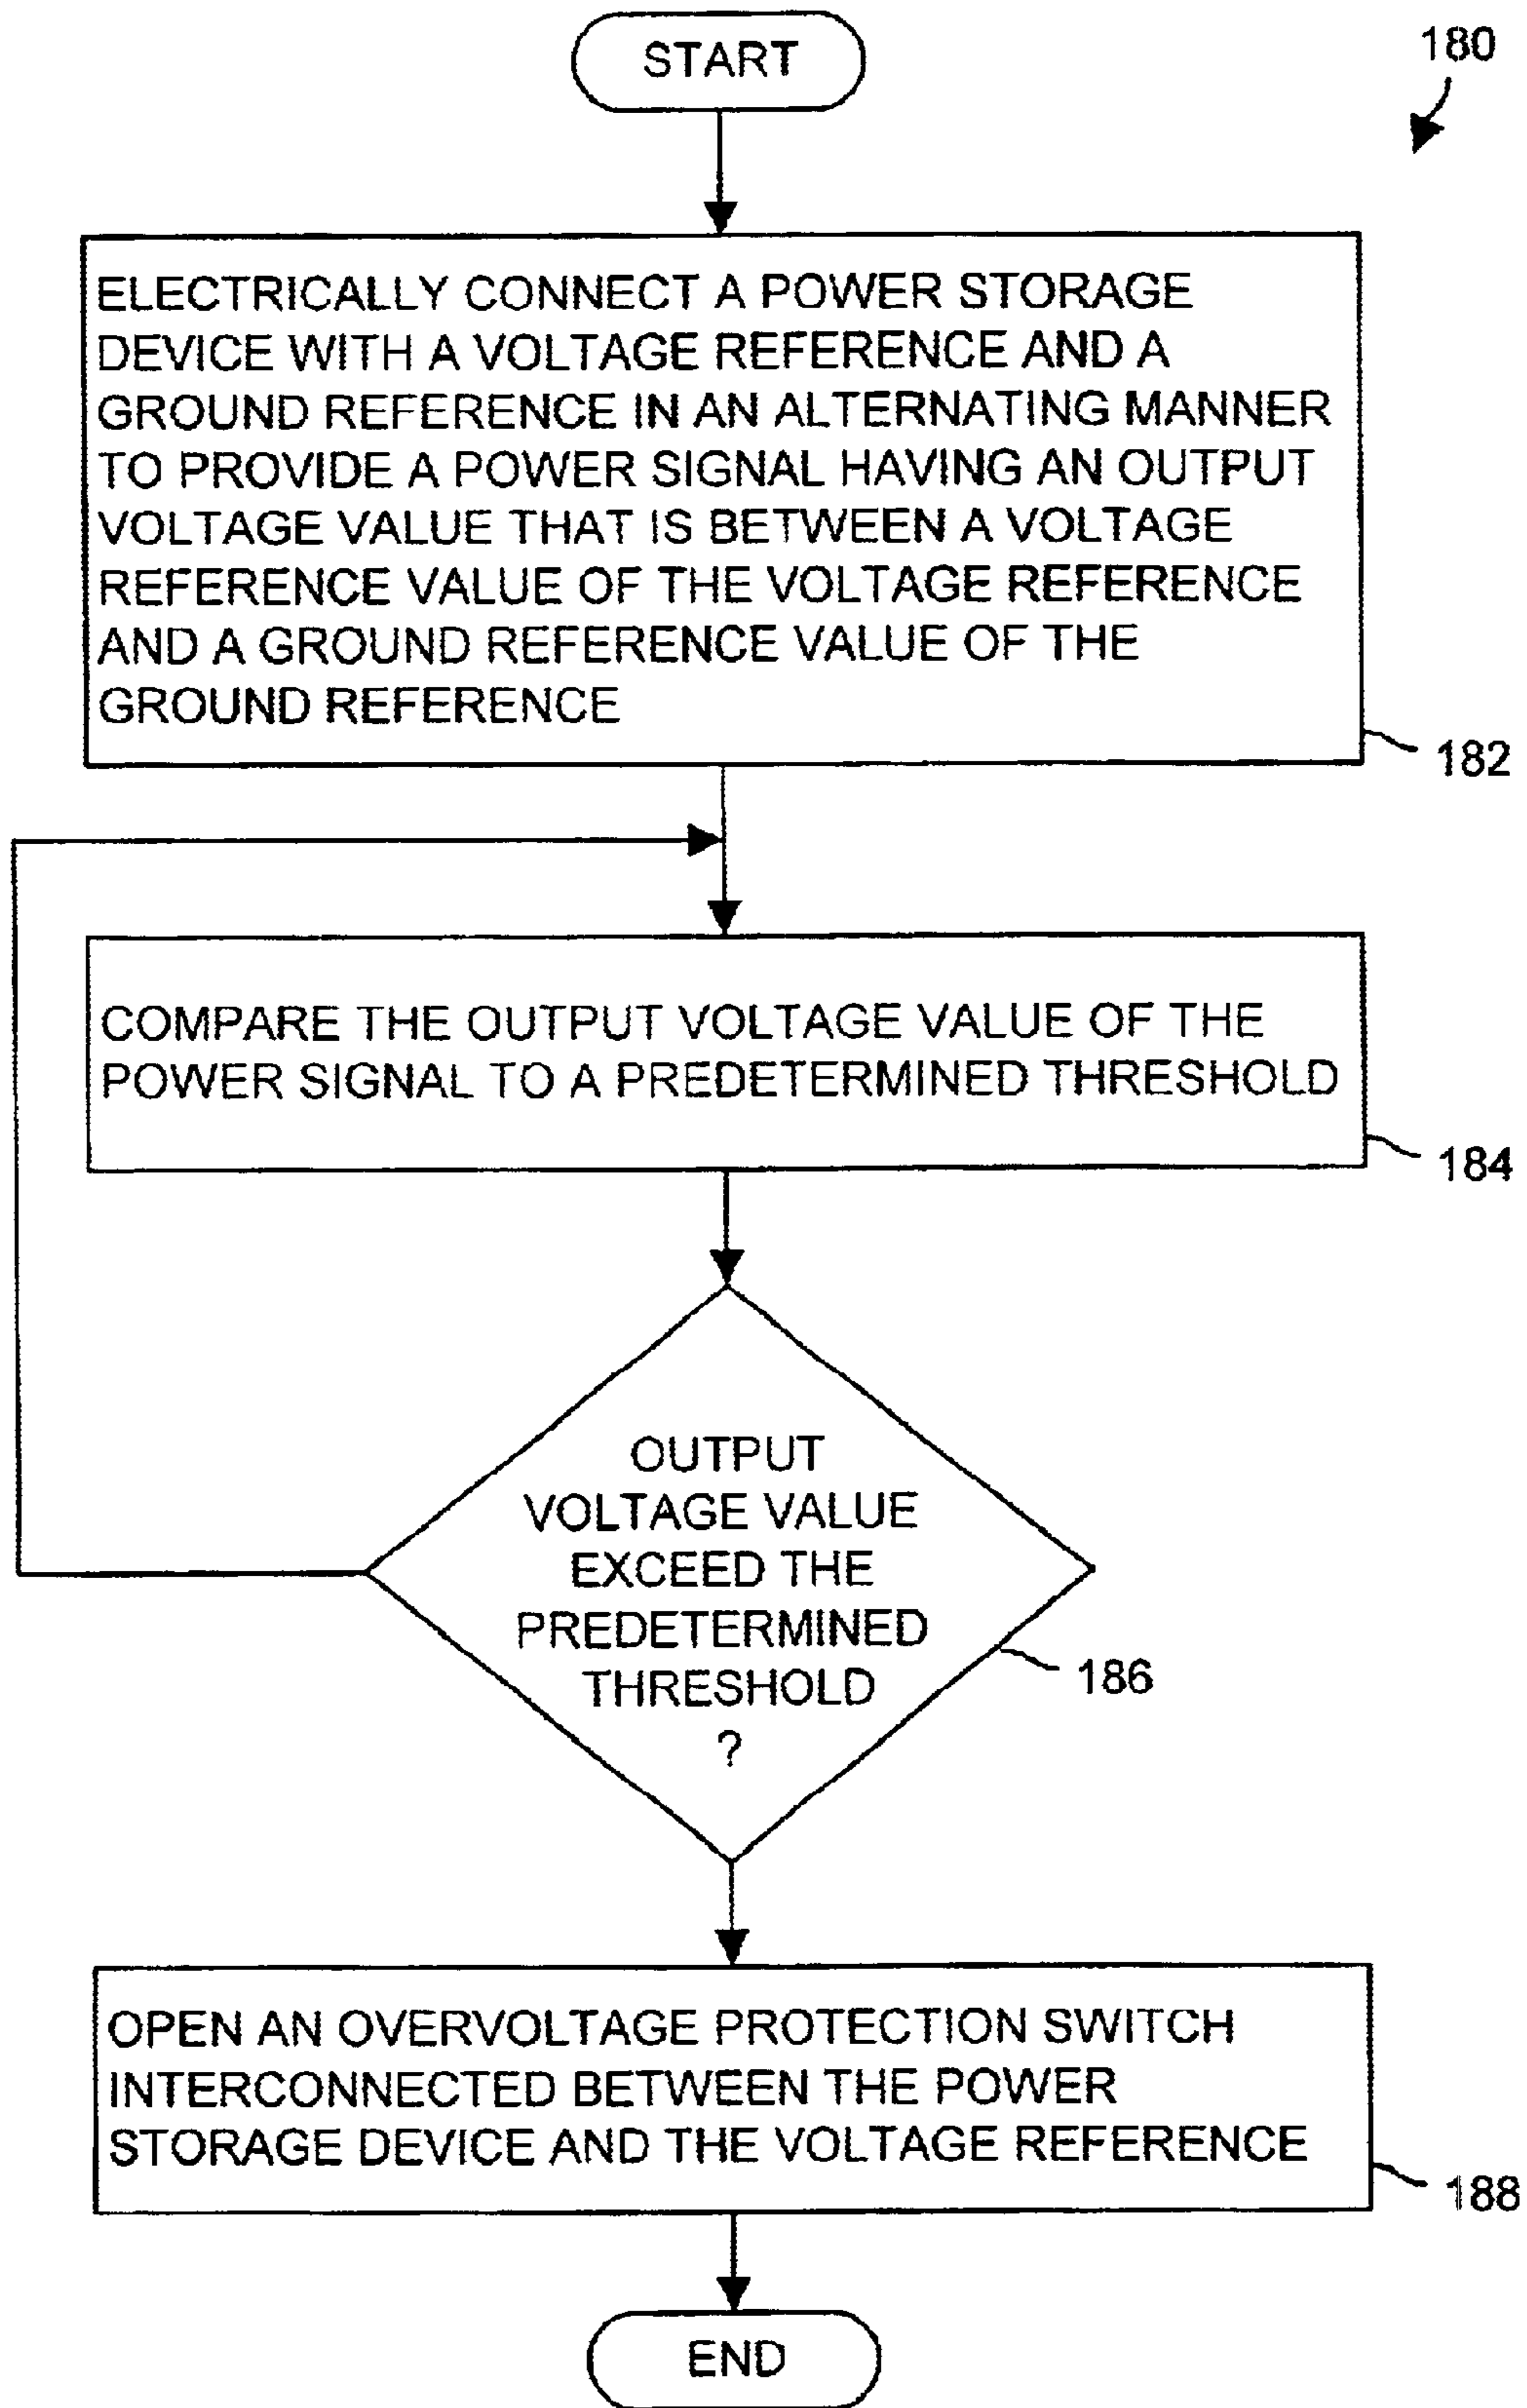 START
180
ELECTRICALLY CONNECT A POWER STORAGE
DEVICE WITH A VOLTAGE REFERENCE AND A
GROUND REFERENCE IN AN ALTERNATING MANNER
TO PROVIDE A POWER SIGNAL HAVING AN OUTPUT
VOLTAGE VALUE THAT IS BETWEEN A VOLTAGE
REFERENCE VALUE OF THE VOLTAGE REFERENCE
AND A GROUND REFERENCE VALUE OF THE
GROUND REFERENCE
182
COMPARE THE OUTPUT VOLTAGE VALUE OF THE
POWER SIGNAL TO A PREDETERMINED THRESHOLD
184
OUTPUT
VOLTAGE VALUE
EXCEED THE
PREDETERMINED
THRESHOLD
?
186
OPEN AN OVERVOLTAGE PROTECTION SWITCH
INTERCONNECTED BETWEEN THE POWER
STORAGE DEVICE AND THE VOLTAGE REFERENCE
188
END